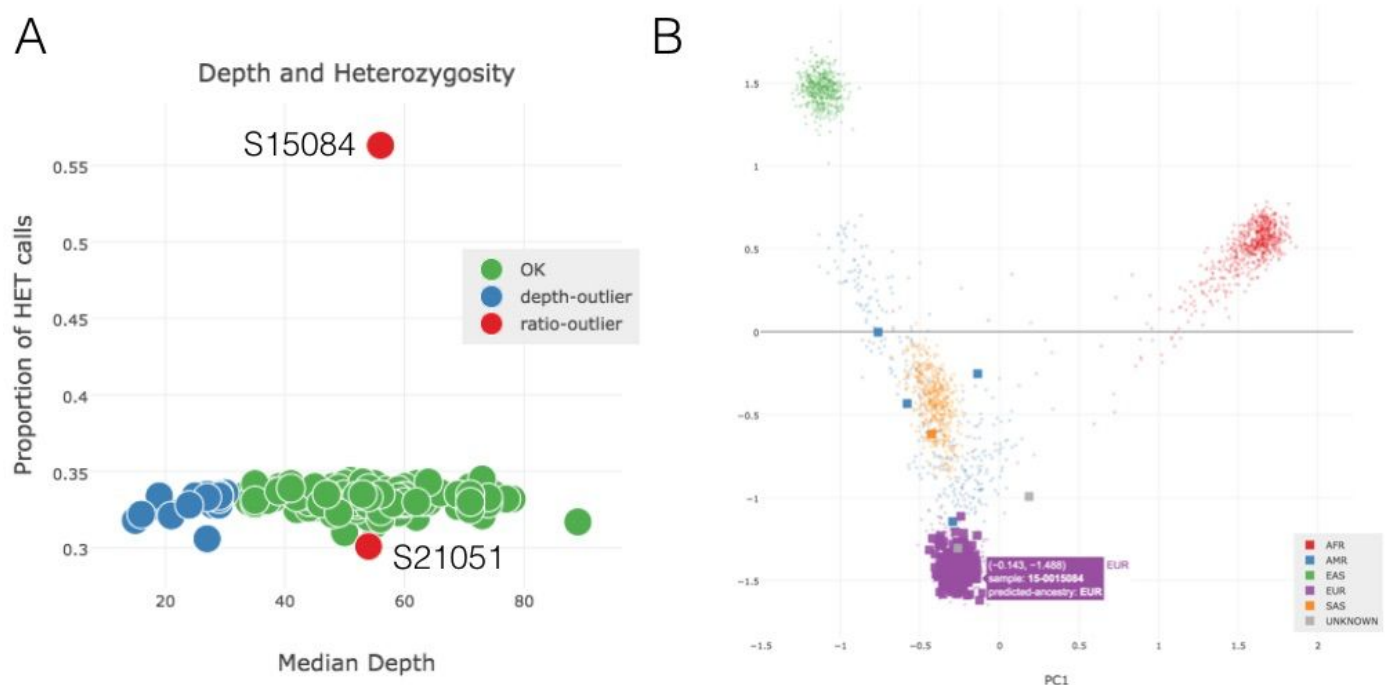 A
Depth and Heterozygosity
S15084
0.55
0.5
0.45
0.4
0.35
0.3
Proportion of HET calls
OK
depth-outlier
ratio-outlier
S21051
20
40
60
80
Median Depth
B
1.5
1
0.5
0
−0.5
−1
−1.5
(−0.143, −1.488)
sample: 15-0015084
predicted-ancestry: EUR
EUR
AFR
AMR
EAS
EUR
SAS
UNKNOWN
−1.5
−1
−0.5
0
0.5
1
1.5
2
PC1